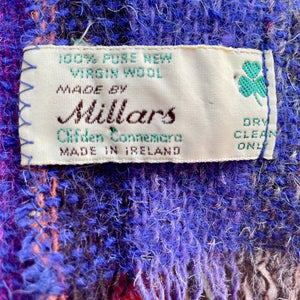 100% PURE NEW
VIRGIN WOOL
MADE BY
Millars
Clifden Connemara
MADE IN IRELAND
DRY
CLEAN
ONLY